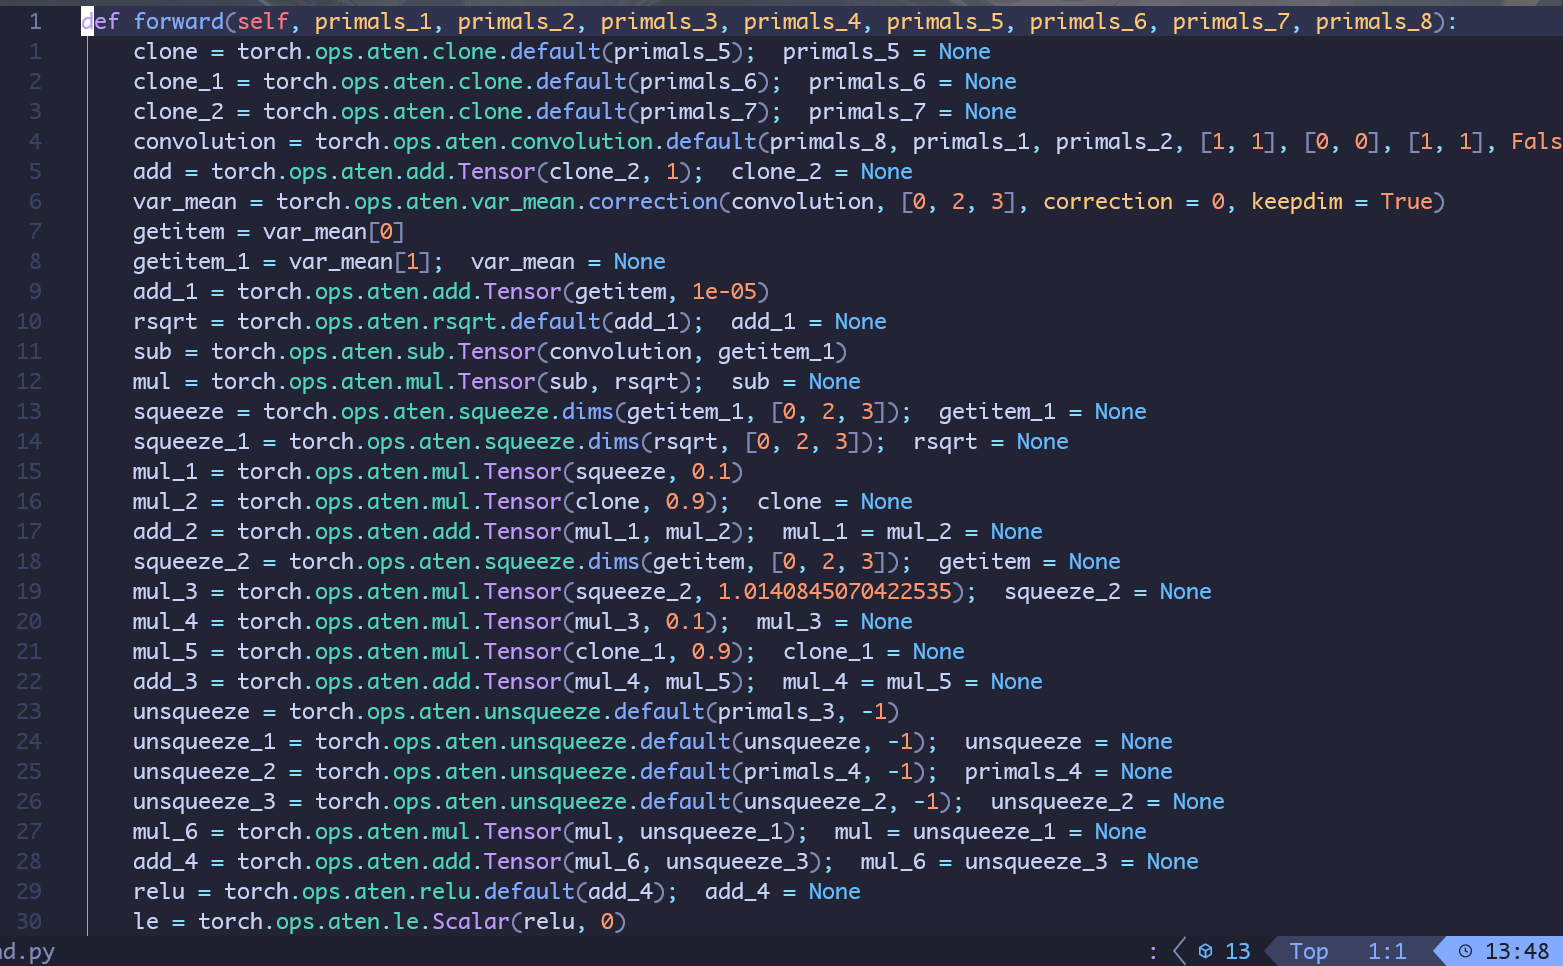 1 def forward(self, primals_1, primals_2, primals_3, primals_4, primals_5, primals_6, primals_7, primals_8):
1 clone = torch.ops.aten.clone.default(primals_5);  primals_5 = None
2 clone_1 = torch.ops.aten.clone.default(primals_6);  primals_6 = None
3 clone_2 = torch.ops.aten.clone.default(primals_7);  primals_7 = None
4 convolution = torch.ops.aten.convolution.default(primals_8, primals_1, primals_2, [1, 1], [0, 0], [1, 1], Fals
5 add = torch.ops.aten.add.Tensor(clone_2, 1);  clone_2 = None
6 var_mean = torch.ops.aten.var_mean.correction(convolution, [0, 2, 3], correction = 0, keepdim = True)
7 getitem = var_mean[0]
8 getitem_1 = var_mean[1];  var_mean = None
9 add_1 = torch.ops.aten.add.Tensor(getitem, 1e-05)
10 rsqrt = torch.ops.aten.rsqrt.default(add_1);  add_1 = None
11 sub = torch.ops.aten.sub.Tensor(convolution, getitem_1)
12 mul = torch.ops.aten.mul.Tensor(sub, rsqrt);  sub = None
13 squeeze = torch.ops.aten.squeeze.dims(getitem_1, [0, 2, 3]);  getitem_1 = None
14 squeeze_1 = torch.ops.aten.squeeze.dims(rsqrt, [0, 2, 3]);  rsqrt = None
15 mul_1 = torch.ops.aten.mul.Tensor(squeeze, 0.1)
16 mul_2 = torch.ops.aten.mul.Tensor(clone, 0.9);  clone = None
17 add_2 = torch.ops.aten.add.Tensor(mul_1, mul_2);  mul_1 = mul_2 = None
18 squeeze_2 = torch.ops.aten.squeeze.dims(getitem, [0, 2, 3]);  getitem = None
19 mul_3 = torch.ops.aten.mul.Tensor(squeeze_2, 1.0140845070422535);  squeeze_2 = None
20 mul_4 = torch.ops.aten.mul.Tensor(mul_3, 0.1);  mul_3 = None
21 mul_5 = torch.ops.aten.mul.Tensor(clone_1, 0.9);  clone_1 = None
22 add_3 = torch.ops.aten.add.Tensor(mul_4, mul_5);  mul_4 = mul_5 = None
23 unsqueeze = torch.ops.aten.unsqueeze.default(primals_3, -1)
24 unsqueeze_1 = torch.ops.aten.unsqueeze.default(unsqueeze, -1);  unsqueeze = None
25 unsqueeze_2 = torch.ops.aten.unsqueeze.default(primals_4, -1);  primals_4 = None
26 unsqueeze_3 = torch.ops.aten.unsqueeze.default(unsqueeze_2, -1);  unsqueeze_2 = None
27 mul_6 = torch.ops.aten.mul.Tensor(mul, unsqueeze_1);  mul = unsqueeze_1 = None
28 add_4 = torch.ops.aten.add.Tensor(mul_6, unsqueeze_3);  mul_6 = unsqueeze_3 = None
29 relu = torch.ops.aten.relu.default(add_4);  add_4 = None
30 le = torch.ops.aten.le.Scalar(relu, 0)
d.py : 13 Top 1:1 13:48